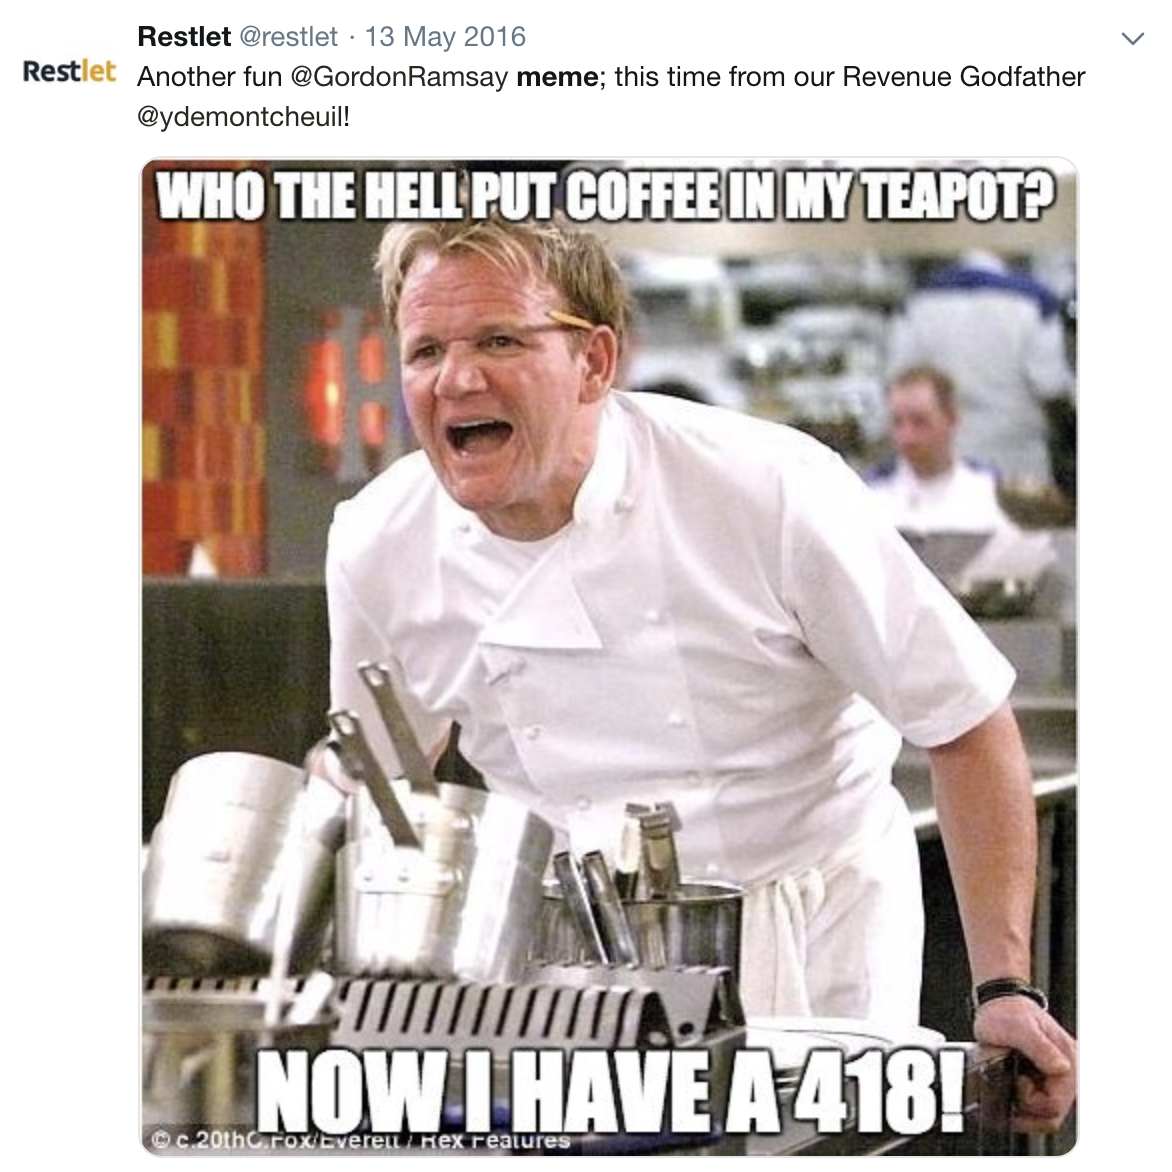 Restlet @restlet · 13 May 2016
Restlet
Another fun @GordonRamsay meme; this time from our Revenue Godfather
@ydemontcheuil!
WHO THE HELL PUT COFFEE IN MY TEAPOT?
NOW I HAVE A 418!
© c.20thC.Fox/Everett / Rex Features